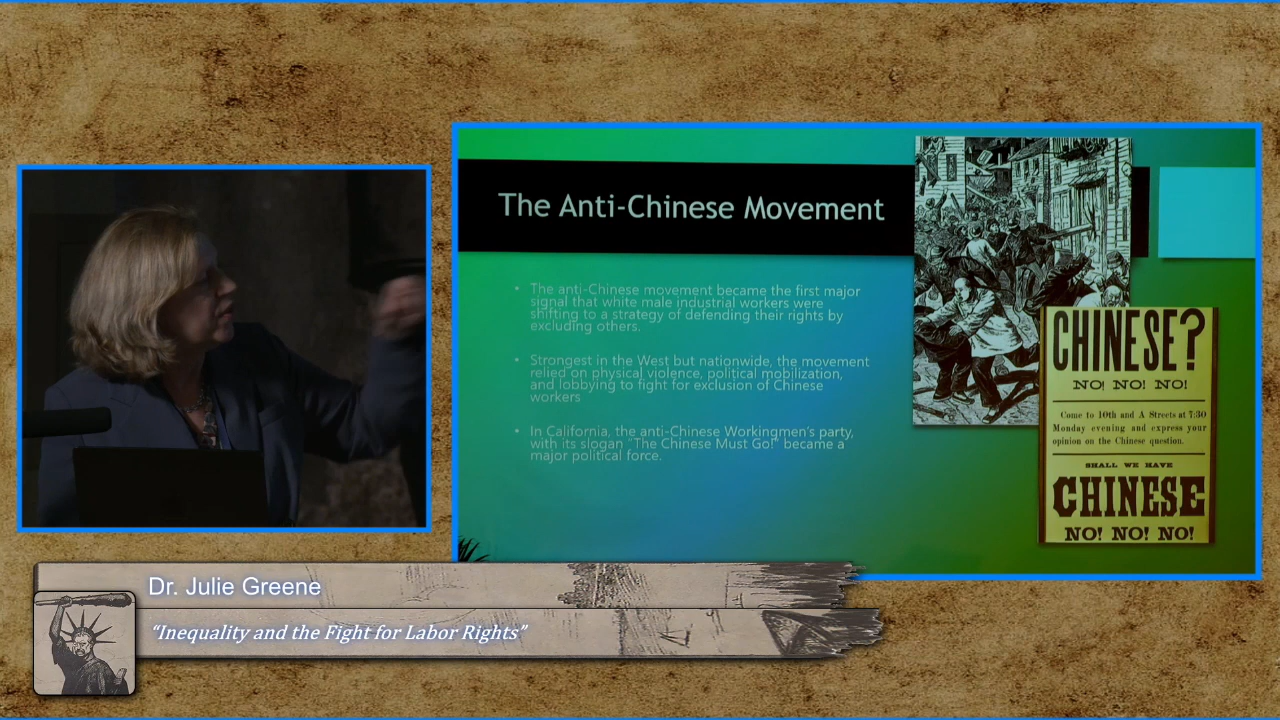 The Anti-Chinese Movement
• The anti-Chinese movement became the first major
signal that white male industrial workers were
shifting to a strategy of defending their rights by
excluding others.
• Strongest in the West but nationwide, the movement
relied on physical violence, political mobilization,
and lobbying to fight for exclusion of Chinese
workers
• In California, the anti-Chinese Workingmen's party,
with its slogan "The Chinese Must Go!" became a
major political force.
CHINESE?
NO! NO! NO!
Come to 10th and A Streets at 7:30
Monday evening and express your
opinion on the Chinese question.
SHALL WE HAVE
CHINESE
NO! NO! NO!
Dr. Julie Greene
“Inequality and the Fight for Labor Rights”